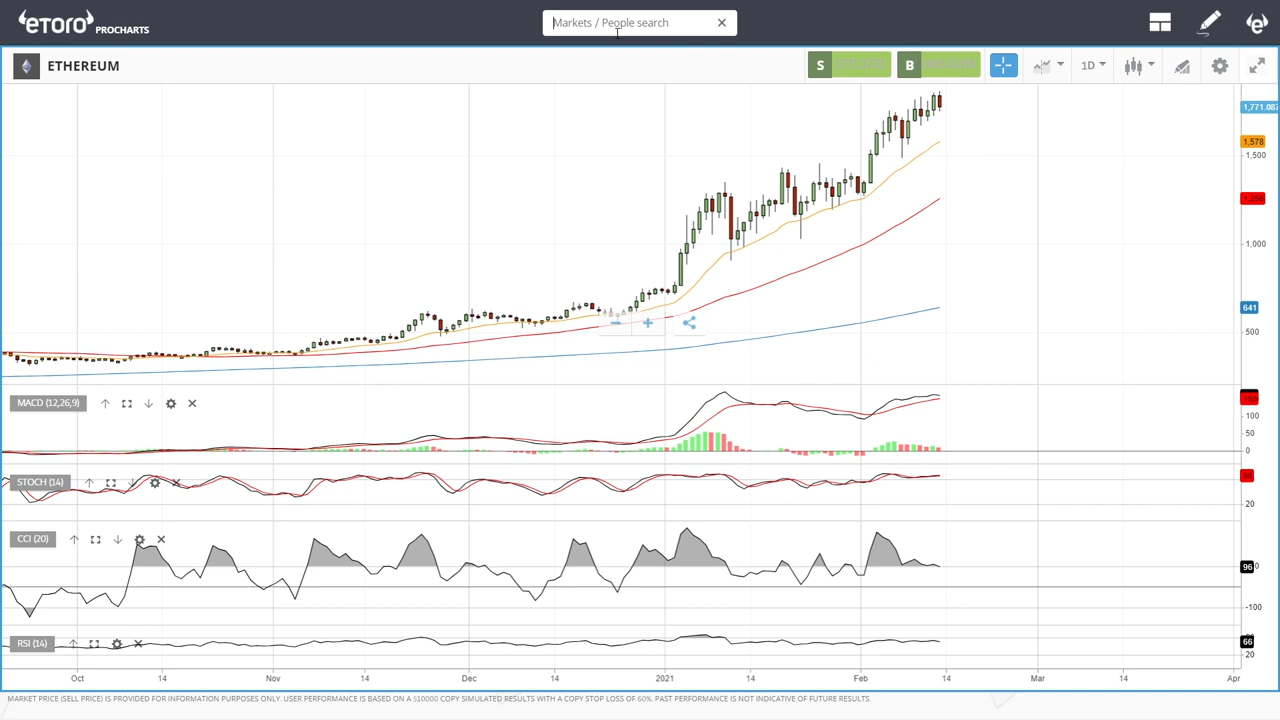 eToro PROCHARTS
Markets / People search
ETHEREUM
S
B
1D
1,771.087
1,578
1,500
1,000
641
500
MACD (12,26,9)
100
50
0
STOCH (14)
20
CCI (20)
96
-100
RSI (14)
66
20
Oct
14
Nov
14
Dec
14
2021
14
Feb
14
Mar
14
Apr
MARKET PRICE (SELL PRICE) IS PROVIDED FOR INFORMATION PURPOSES ONLY. USER PERFORMANCE IS BASED ON A $10000 COPY SIMULATED RESULTS WITH A COPY STOP LOSS OF 60%. PAST PERFORMANCE IS NOT INDICATIVE OF FUTURE RESULTS.